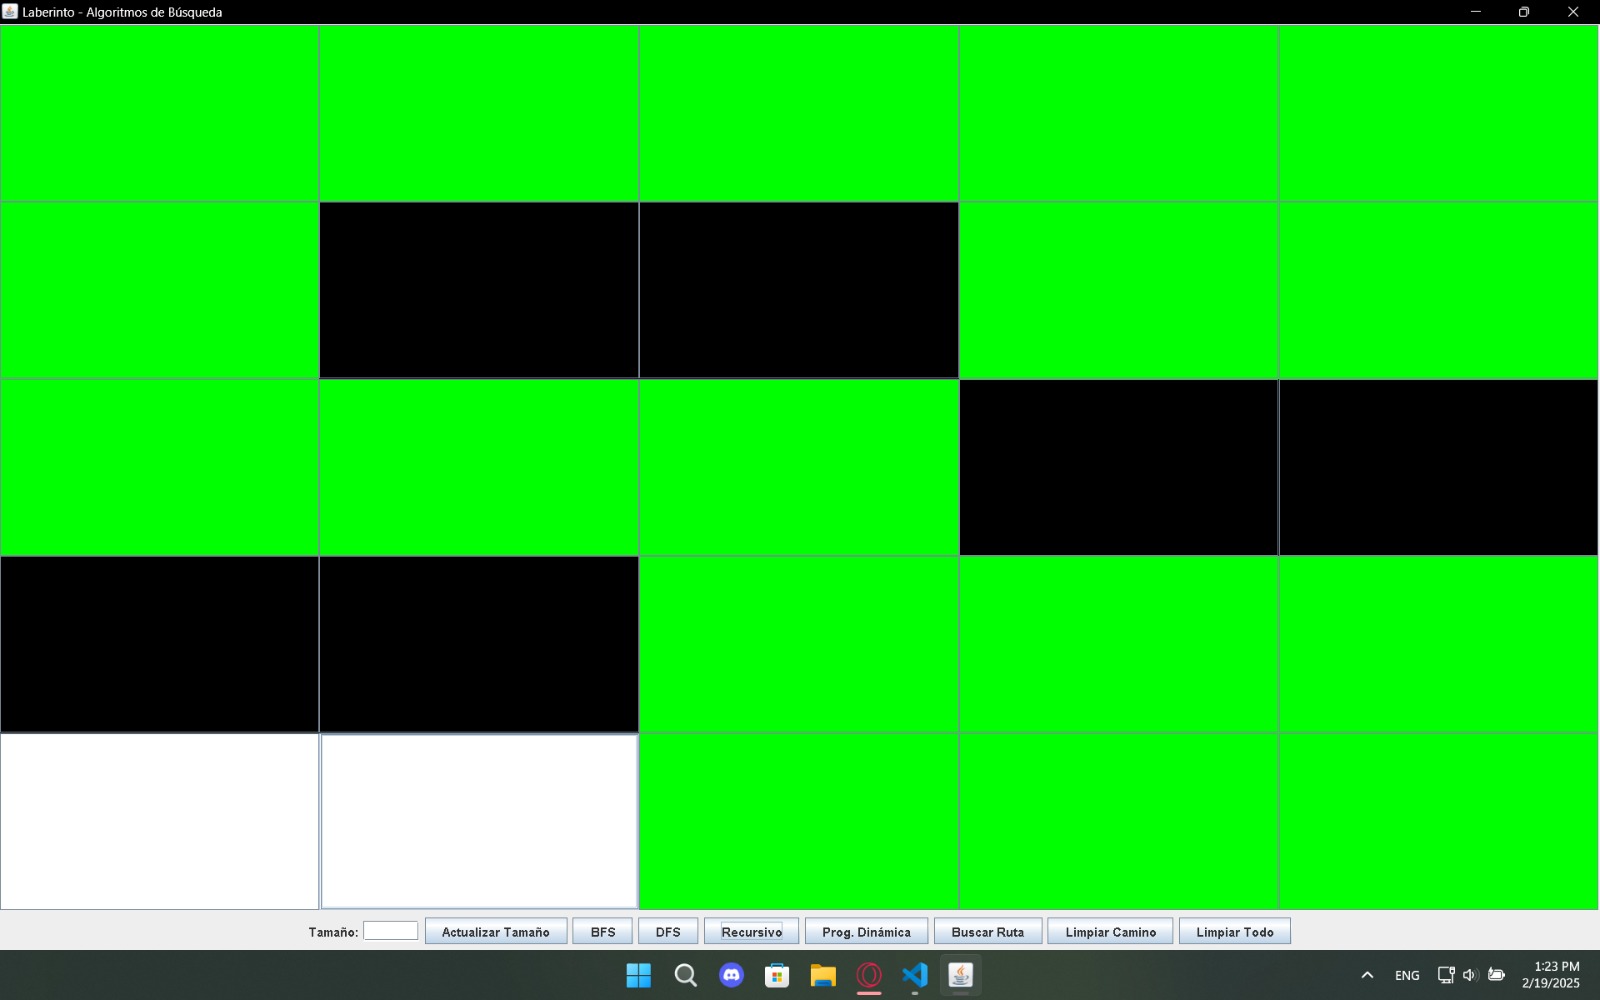 Laberinto - Algoritmos de Búsqueda
Tamaño: Actualizar Tamaño BFS DFS Recursivo Prog. Dinámica Buscar Ruta Limpiar Camino Limpiar Todo
ENG
1:23 PM
2/19/2025